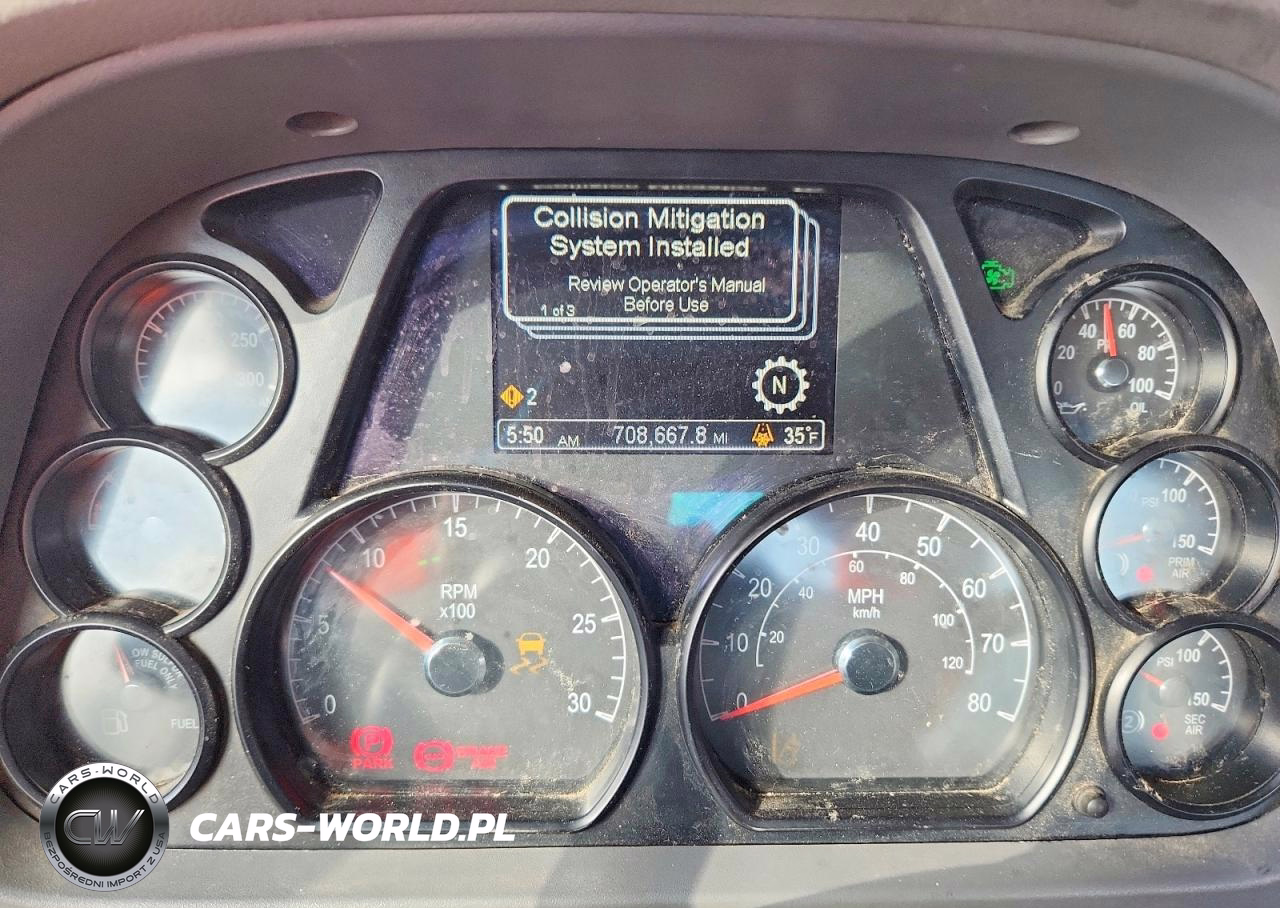 Collision Mitigation
System Installed
Review Operator's Manual
Before Use
1 of 3
N
2
5:50 AM 708,667.8 MI 35°F
250
300
FUEL ONLY
FUEL
0 5 10 15 20 25 30
RPM
x100
PARK
0 10 20 30 40 50 60 70 80
20 40 60 80 100 120
MPH
km/h
0 20 40 60 80 100
OIL
PSI 100
150
PRIM
AIR
PSI 100
150
2
SEC
AIR
CARS-WORLD
CW
BEZPOŚREDNI IMPORT Z USA
CARS-WORLD.PL